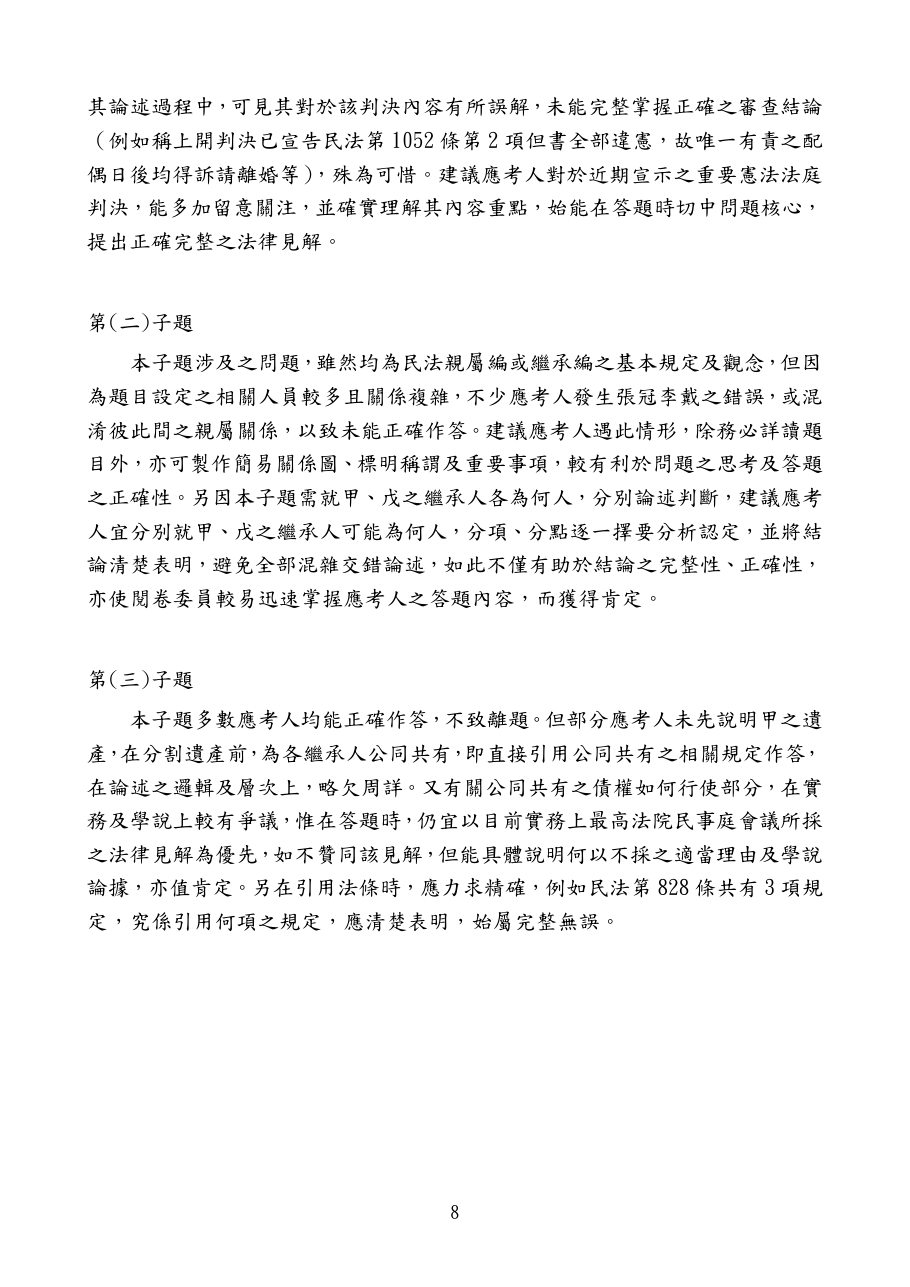 其論述過程中，可見其對於該判決內容有所誤解，未能完整掌握正確之審查結論
（例如稱上開判決已宣告民法第 1052 條第 2 項但書全部違憲，故唯一有責之配
偶日後均得訴請離婚等)，殊為可惜。建議應考人對於近期宣示之重要憲法法庭
判決，能多加留意關注，並確實理解其內容重點，始能在答題時切中問題核心，
提出正確完整之法律見解。
第(二)子題
本子題涉及之問題，雖然均為民法親屬編或繼承編之基本規定及觀念，但因
為題目設定之相關人員較多且關係複雜，不少應考人發生張冠李戴之錯誤，或混
淆彼此間之親屬關係，以致未能正確作答。建議應考人遇此情形，除務必詳讀題
目外，亦可製作簡易關係圖、標明稱謂及重要事項，較有利於問題之思考及答題
之正確性。另因本子題需就甲、戊之繼承人各為何人，分別論述判斷，建議應考
人宜分別就甲、戊之繼承人可能為何人，分項、分點逐一擇要分析認定，並將結
論清楚表明，避免全部混雜交錯論述，如此不僅有助於結論之完整性、正確性，
亦使閱卷委員較易迅速掌握應考人之答題內容，而獲得肯定。
第(三)子題
本子題多數應考人均能正確作答，不致離題。但部分應考人未先說明甲之遺
產，在分割遺產前，為各繼承人公同共有，即直接引用公同共有之相關規定作答，
在論述之邏輯及層次上，略欠周詳。又有關公同共有之債權如何行使部分，在實
務及學說上較有爭議，惟在答題時，仍宜以目前實務上最高法院民事庭會議所採
之法律見解為優先，如不贊同該見解，但能具體說明何以不採之適當理由及學說
論據，亦值肯定。另在引用法條時，應力求精確，例如民法第 828 條共有 3 項規
定，究係引用何項之規定，應清楚表明，始屬完整無誤。
8